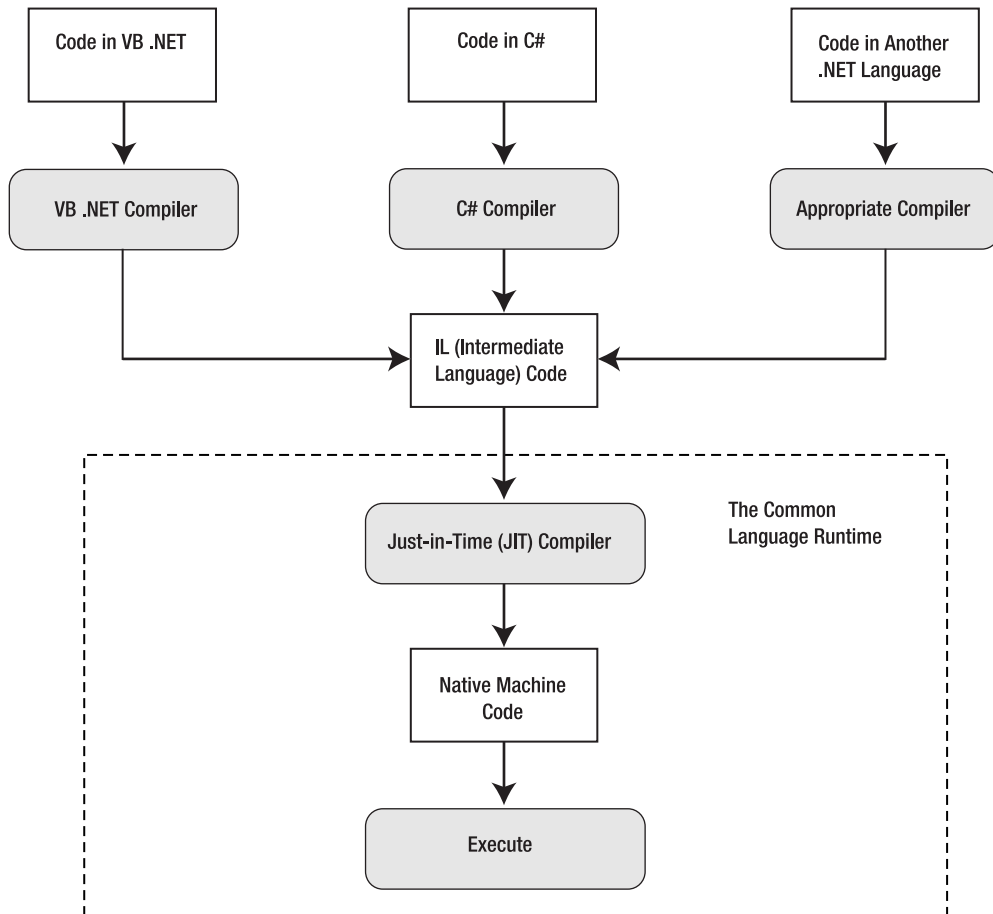 Code in VB .NET
Code in C#
Code in Another
.NET Language
VB .NET Compiler
C# Compiler
Appropriate Compiler
IL (Intermediate
Language) Code
The Common
Language Runtime
Just-in-Time (JIT) Compiler
Native Machine
Code
Execute